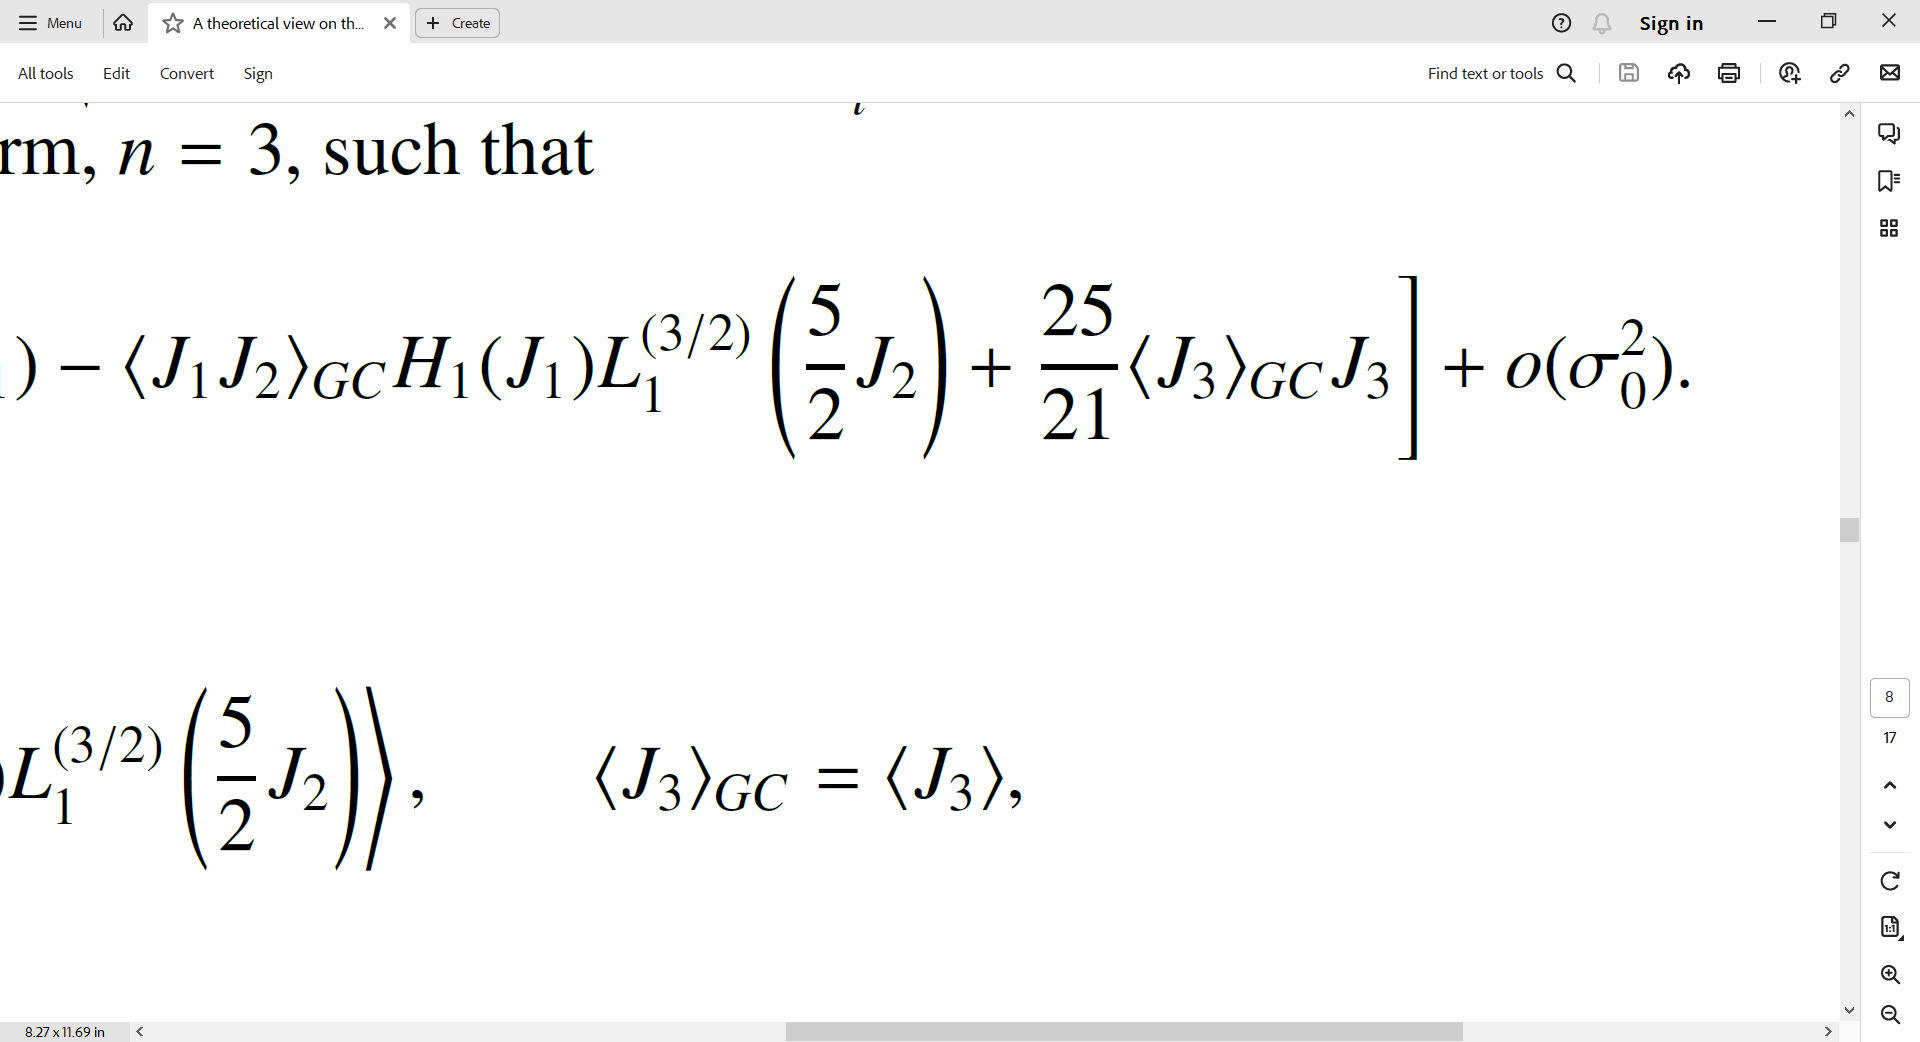 Menu A theoretical view on th... Create Sign in
All tools Edit Convert Sign Find text or tools
rm, n = 3, such that
) − ⟨J₁J₂⟩_GC H₁(J₁)L₁^(3/2) (5/2 J₂) + 25/21 ⟨J₃⟩_GC J₃] + o(σ₀²).
)L₁^(3/2) (5/2 J₂)⟩, ⟨J₃⟩_GC = ⟨J₃⟩,
8
17
1:1
8.27 x 11.69 in